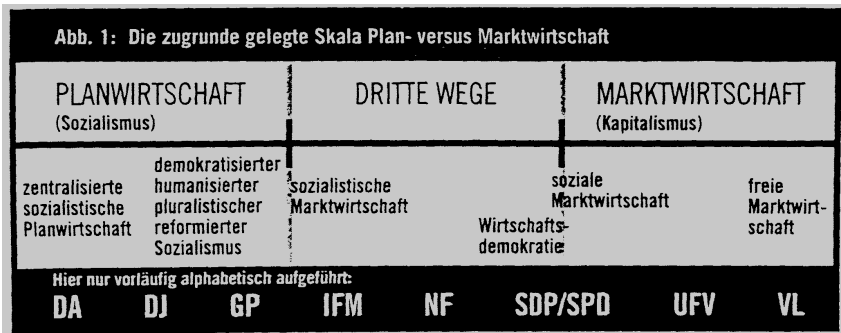 Abb. 1: Die zugrunde gelegte Skala Plan- versus Marktwirtschaft
PLANWIRTSCHAFT
(Sozialismus)
DRITTE WEGE
MARKTWIRTSCHAFT
(Kapitalismus)
zentralisierte
sozialistische
Planwirtschaft
demokratisierter
humanisierter
pluralistischer
reformierter
Sozialismus
sozialistische
Marktwirtschaft
Wirtschafts-
demokratie
soziale
Marktwirtschaft
freie
Marktwirt-
schaft
Hier nur vorläufig alphabetisch aufgeführt:
DA DJ GP IFM NF SDP/SPD UFV VL